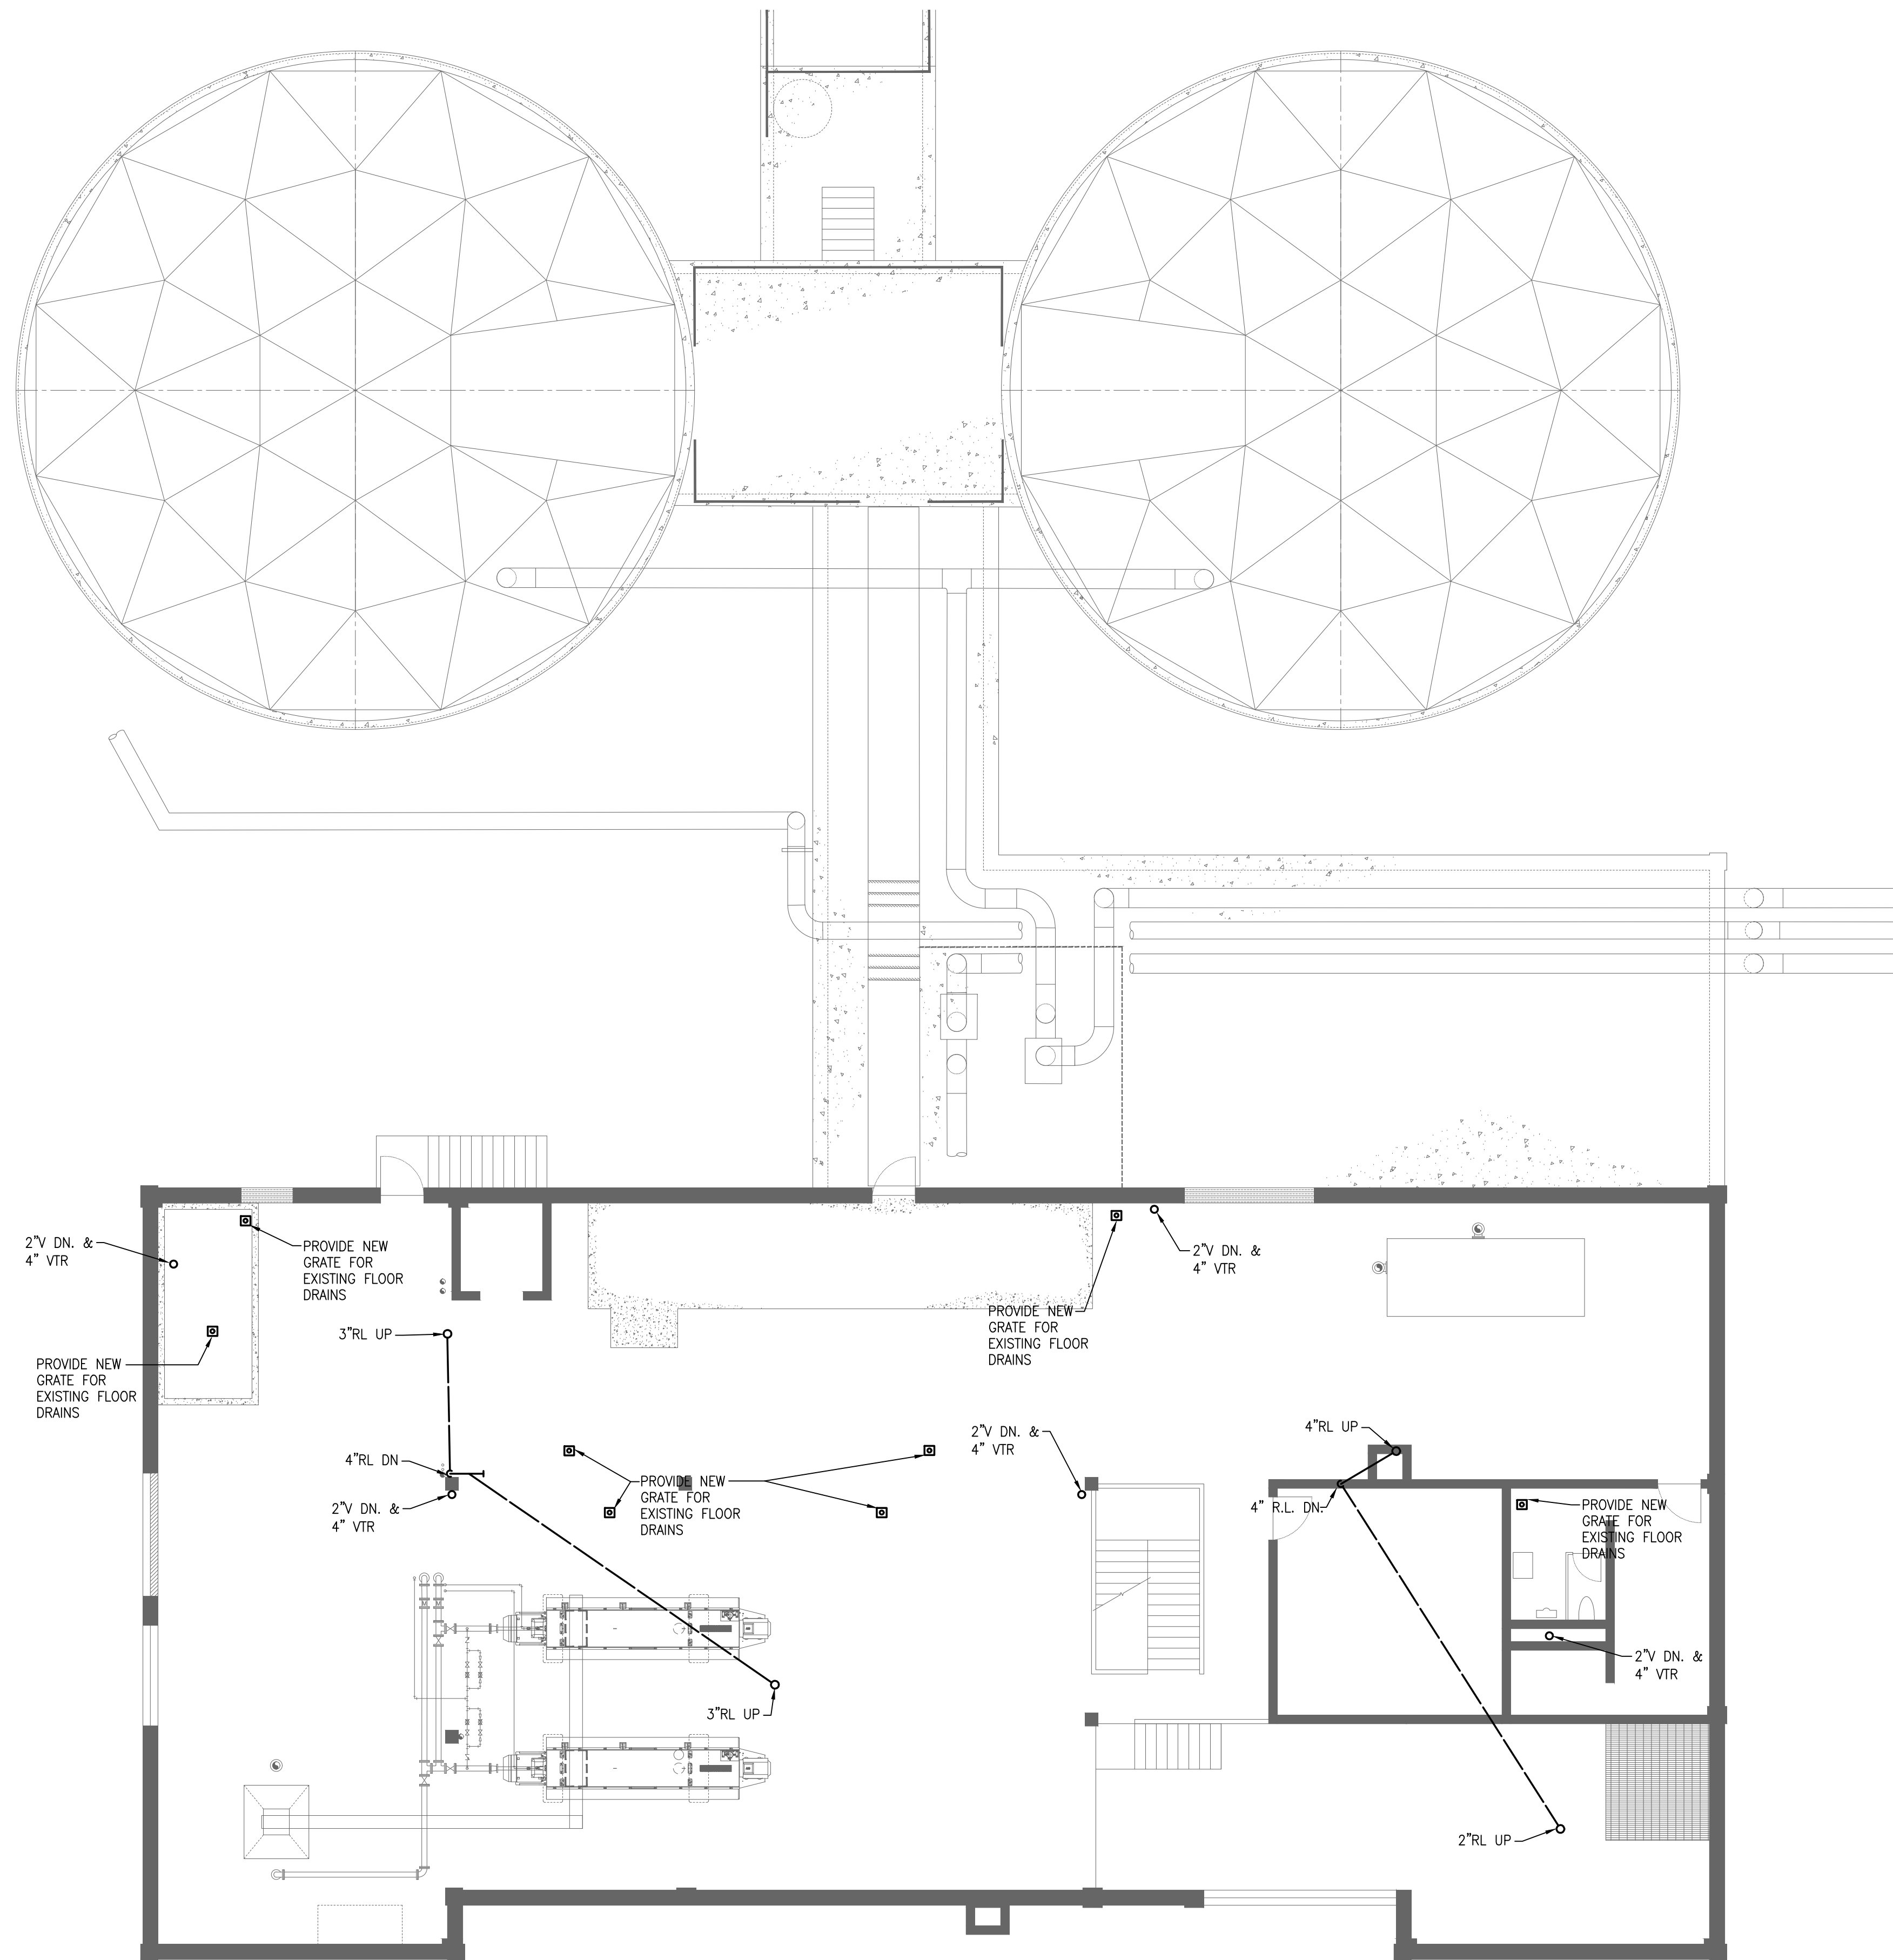 2"V DN. &
4" VTR
PROVIDE NEW
GRATE FOR
EXISTING FLOOR
DRAINS
2"V DN. &
4" VTR
PROVIDE NEW
GRATE FOR
EXISTING FLOOR
DRAINS
3"RL UP
PROVIDE NEW
GRATE FOR
EXISTING FLOOR
DRAINS
4"RL DN
2"V DN. &
4" VTR
PROVIDE NEW
GRATE FOR
EXISTING FLOOR
DRAINS
2"V DN. &
4" VTR
4"RL UP
4" R.L. DN.
PROVIDE NEW
GRATE FOR
EXISTING FLOOR
DRAINS
2"V DN. &
4" VTR
3"RL UP
2"RL UP